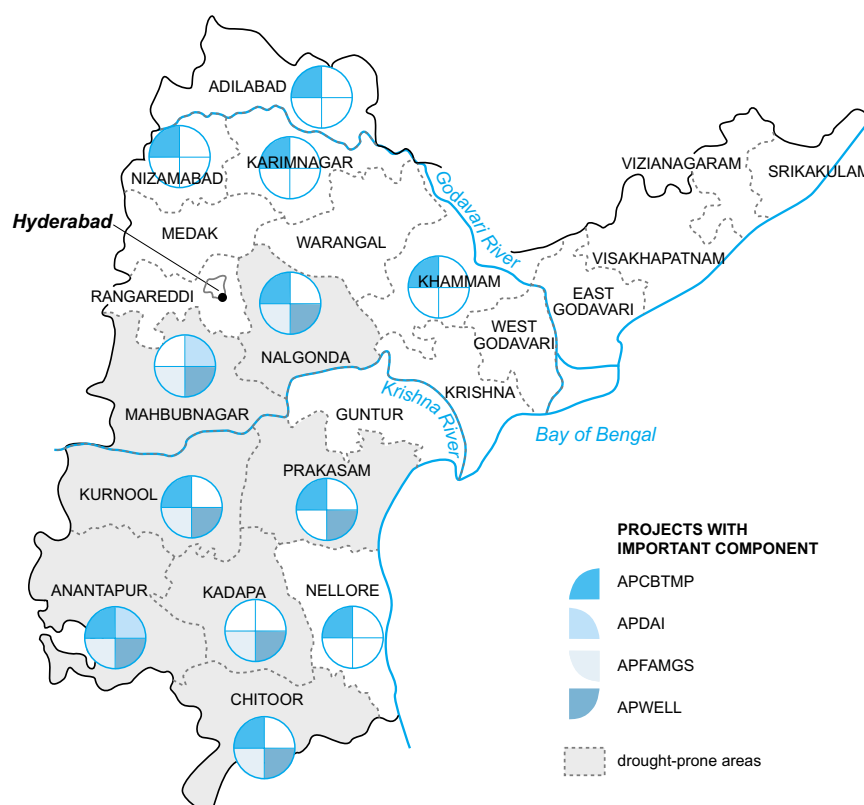 ADILABAD
NIZAMABAD
KARIMNAGAR
VIZIANAGARAM
SRIKAKULAM
Hyderabad
MEDAK
WARANGAL
Godavari River
VISAKHAPATNAM
RANGAREDDI
KHAMMAM
EAST
GODAVARI
WEST
GODAVARI
NALGONDA
MAHBUBNAGAR
Krishna River
KRISHNA
GUNTUR
Bay of Bengal
PRAKASAM
KURNOOL
ANANTAPUR
KADAPA
NELLORE
CHITOOR
PROJECTS WITH
IMPORTANT COMPONENT
APCBTMP
APDAI
APFAMGS
APWELL
drought-prone areas